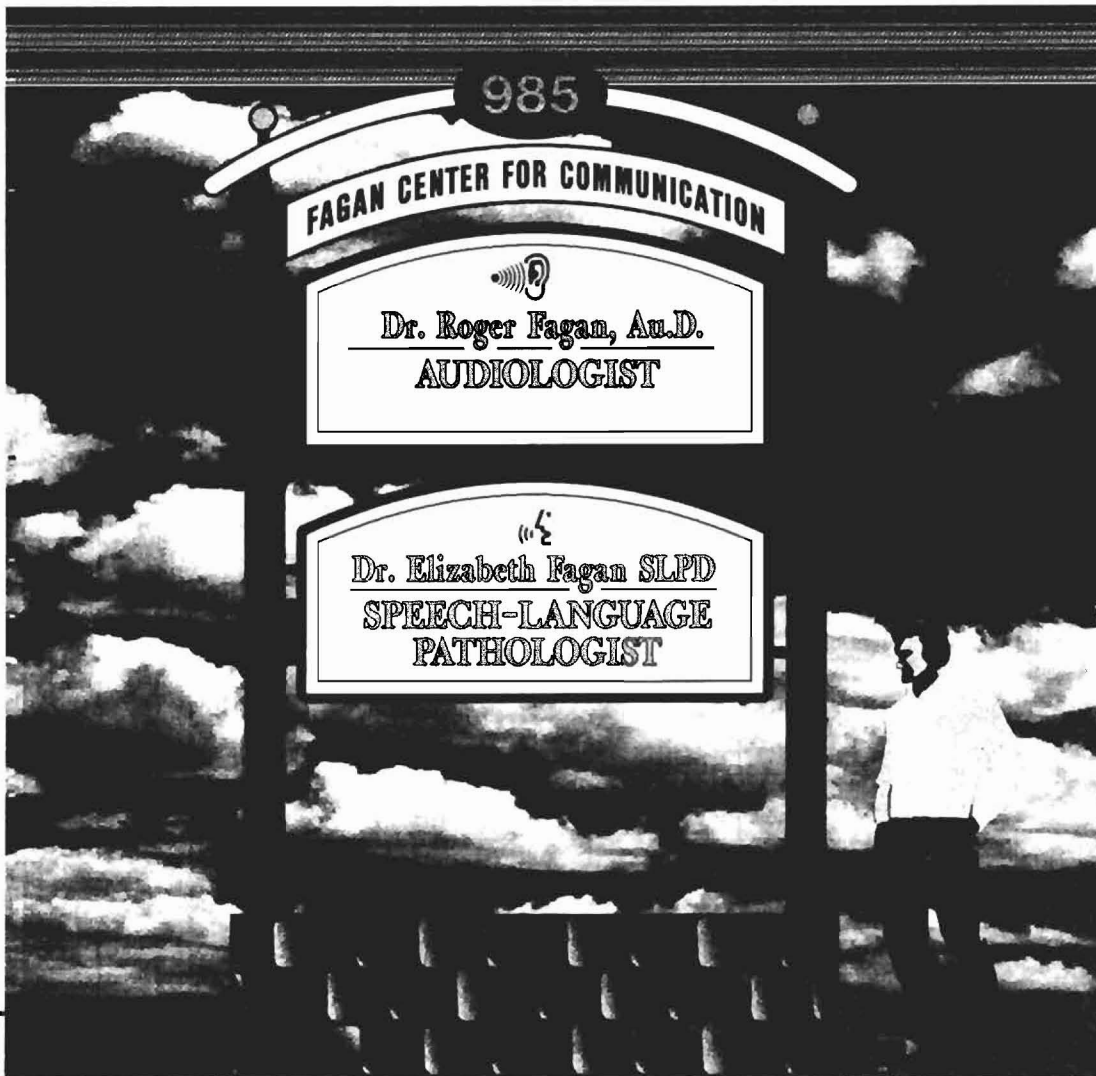 985
FAGAN CENTER FOR COMMUNICATION
Dr. Roger Fagan, Au.D.
AUDIOLOGIST
Dr. Elizabeth Fagan SLPD
SPEECH-LANGUAGE
PATHOLOGIST